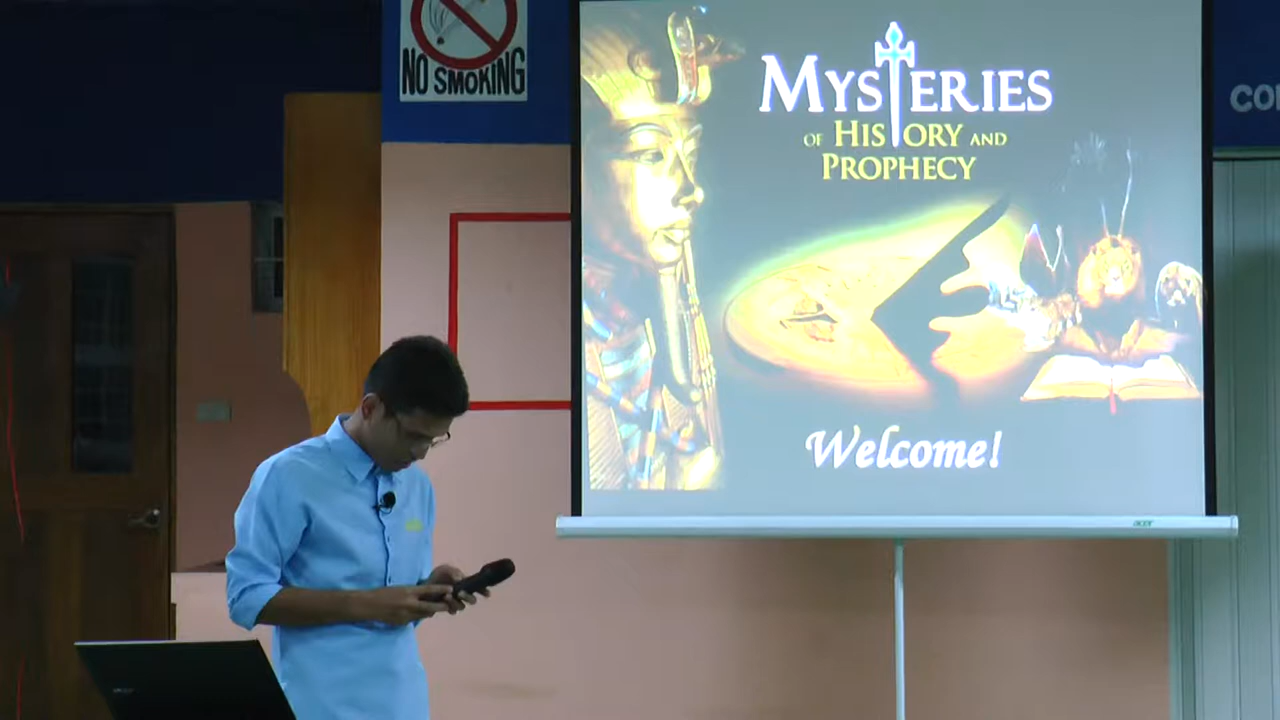 NO SMOKING
MYSTERIES
OF HISTORY AND
PROPHECY
Welcome!
acer